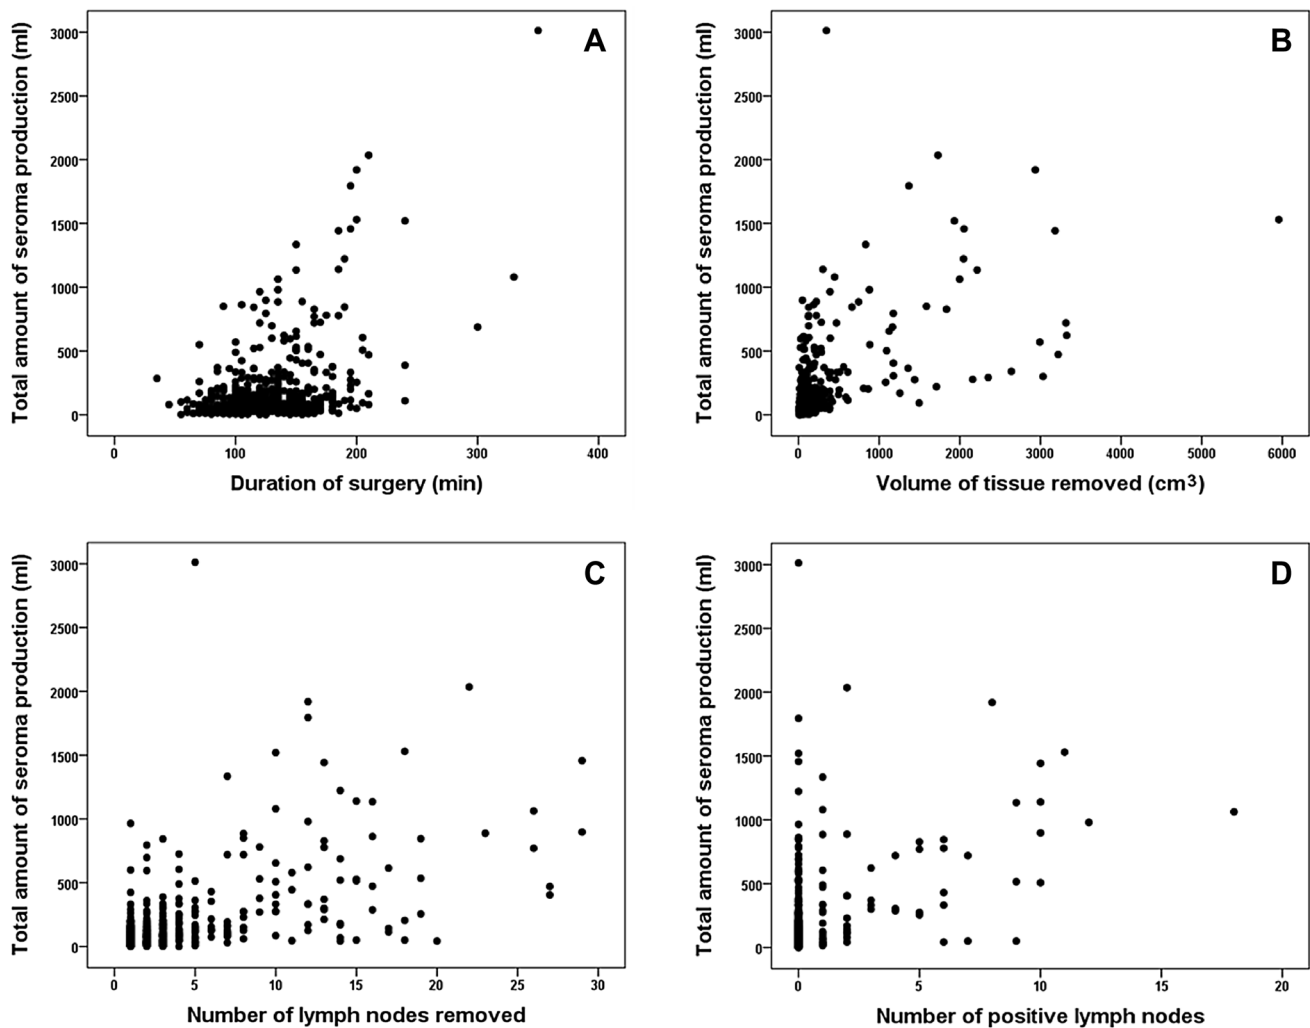 A
Total amount of seroma production (ml)
3000
2500
2000
1500
1000
500
0
0 100 200 300 400
Duration of surgery (min)
B
Total amount of seroma production (ml)
3000
2500
2000
1500
1000
500
0
0 1000 2000 3000 4000 5000 6000
Volume of tissue removed (cm³)
C
Total amount of seroma production (ml)
3000
2500
2000
1500
1000
500
0
0 5 10 15 20 25 30
Number of lymph nodes removed
D
Total amount of seroma production (ml)
3000
2500
2000
1500
1000
500
0
0 5 10 15 20
Number of positive lymph nodes